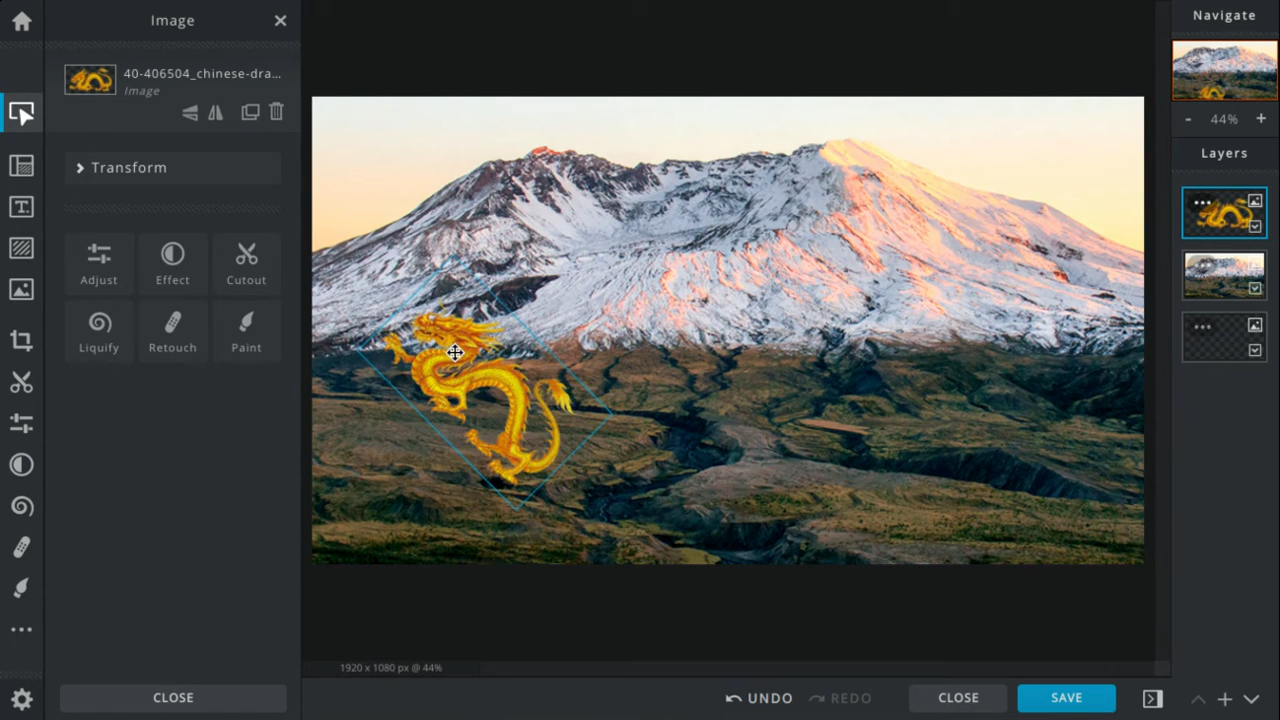 Image
40-406504_chinese-dra...
Image
Transform
Adjust
Effect
Cutout
Liquify
Retouch
Paint
CLOSE
1920 x 1080 px @ 44%
UNDO
REDO
CLOSE
SAVE
Navigate
44%
Layers